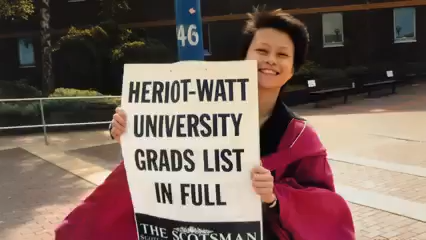 46
HERIOT-WATT
UNIVERSITY
GRADS LIST
IN FULL
THE SCOTSMAN